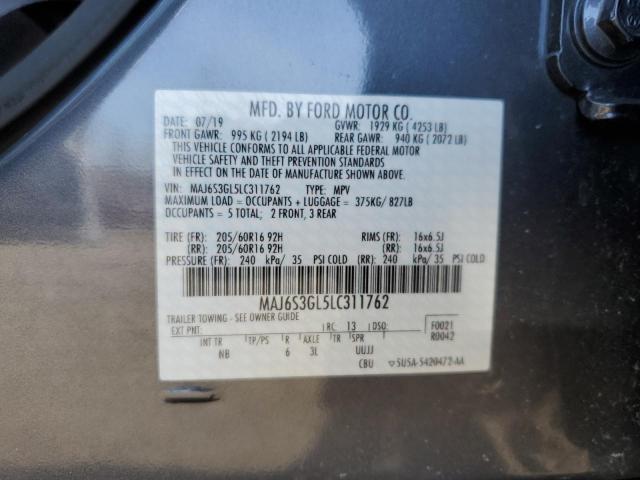 MFD. BY FORD MOTOR CO.
DATE: 07/19 GVWR: 1929 KG ( 4253 LB)
FRONT GAWR: 995 KG ( 2194 LB) REAR GAWR: 940 KG ( 2072 LB)
THIS VEHICLE CONFORMS TO ALL APPLICABLE FEDERAL MOTOR
VEHICLE SAFETY AND THEFT PREVENTION STANDARDS
IN EFFECT ON THE DATE OF MANUFACTURE SHOWN ABOVE.
VIN: MAJ6S3GL5LC311762 TYPE: MPV
MAXIMUM LOAD = OCCUPANTS + LUGGAGE = 375KG/ 827LB
OCCUPANTS = 5 TOTAL; 2 FRONT, 3 REAR
TIRE (FR): 205/60R16 92H RIMS (FR): 16x6.5J
(RR): 205/60R16 92H (RR): 16x6.5J
PRESSURE (FR): 240 kPa/ 35 PSI COLD (RR): 240 kPa/ 35 PSI COLD
MAJ6S3GL5LC311762
TRAILER TOWING - SEE OWNER GUIDE
EXT PNT: RC: 13 DSO: F0021
R0042
INT TR TP/PS R AXLE TR SPR
NB 6 3L UUJJ
CBU ▽5U5A-5420472-AA